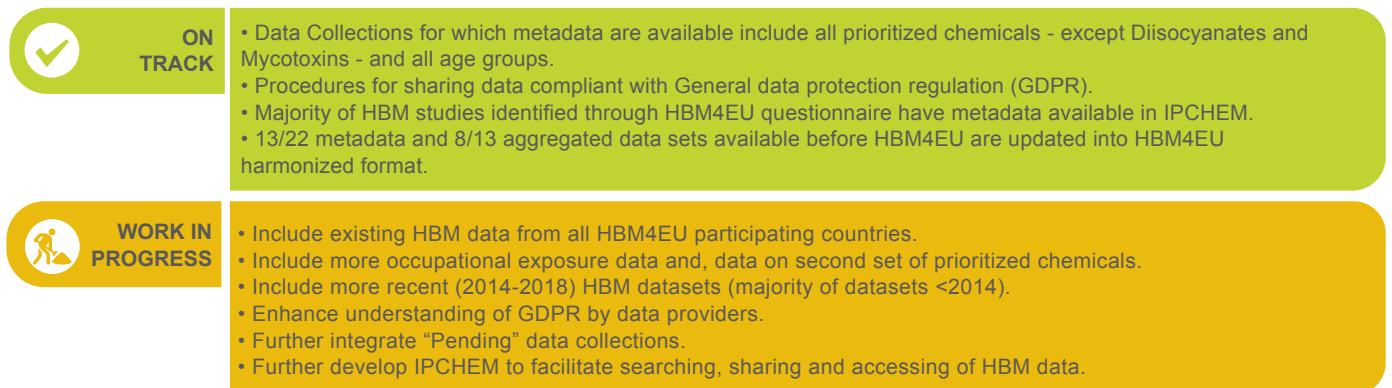 ON
TRACK
• Data Collections for which metadata are available include all prioritized chemicals - except Diisocyanates and
Mycotoxins - and all age groups.
• Procedures for sharing data compliant with General data protection regulation (GDPR).
• Majority of HBM studies identified through HBM4EU questionnaire have metadata available in IPCHEM.
• 13/22 metadata and 8/13 aggregated data sets available before HBM4EU are updated into HBM4EU
harmonized format.
WORK IN
PROGRESS
• Include existing HBM data from all HBM4EU participating countries.
• Include more occupational exposure data and, data on second set of prioritized chemicals.
• Include more recent (2014-2018) HBM datasets (majority of datasets <2014).
• Enhance understanding of GDPR by data providers.
• Further integrate “Pending” data collections.
• Further develop IPCHEM to facilitate searching, sharing and accessing of HBM data.